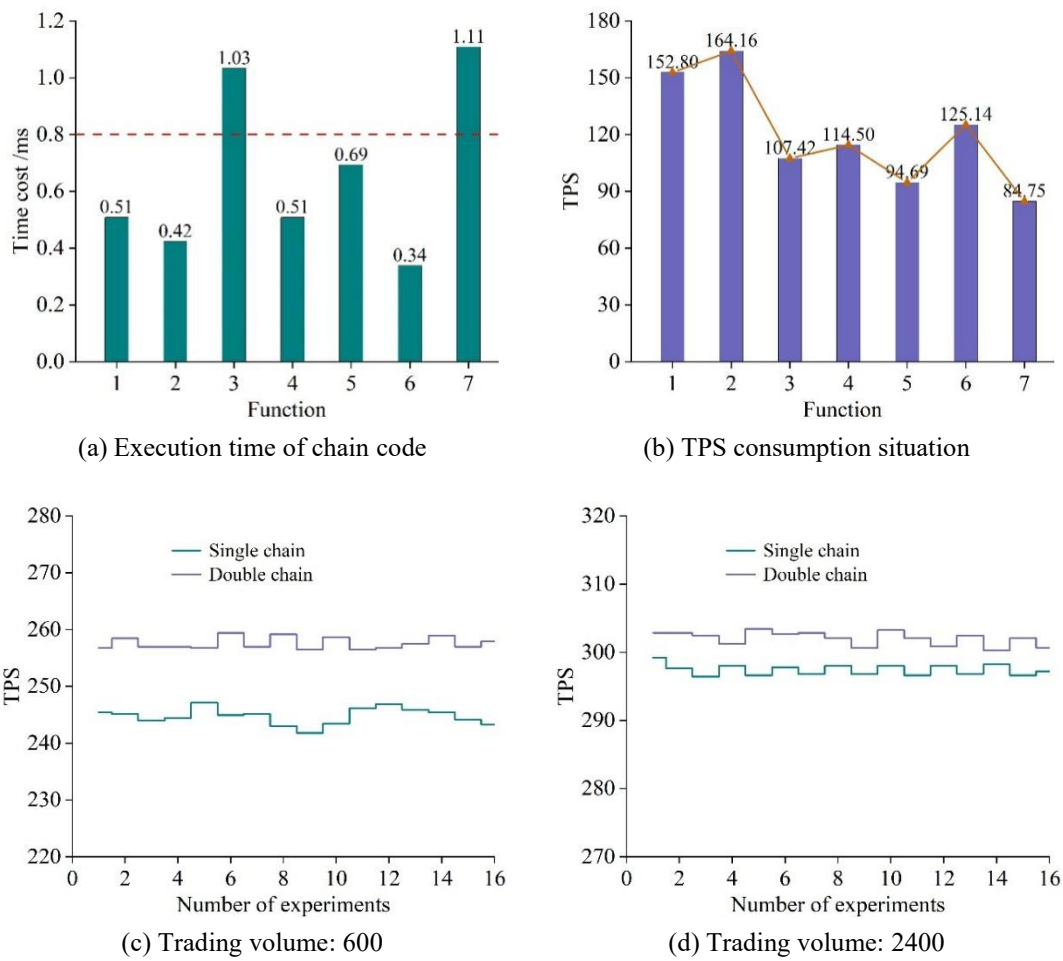 1.2
1.0
0.8
0.6
0.4
0.2
0.0
Time cost /ms
0.51
0.42
1.03
0.51
0.69
0.34
1.11
1 2 3 4 5 6 7
Function
(a) Execution time of chain code
180
150
120
90
60
30
0
TPS
152.80
164.16
107.42
114.50
94.69
125.14
84.75
1 2 3 4 5 6 7
Function
(b) TPS consumption situation
280
270
260
250
240
230
220
TPS
Single chain
Double chain
0 2 4 6 8 10 12 14 16
Number of experiments
(c) Trading volume: 600
320
310
300
290
280
270
TPS
Single chain
Double chain
0 2 4 6 8 10 12 14 16
Number of experiments
(d) Trading volume: 2400